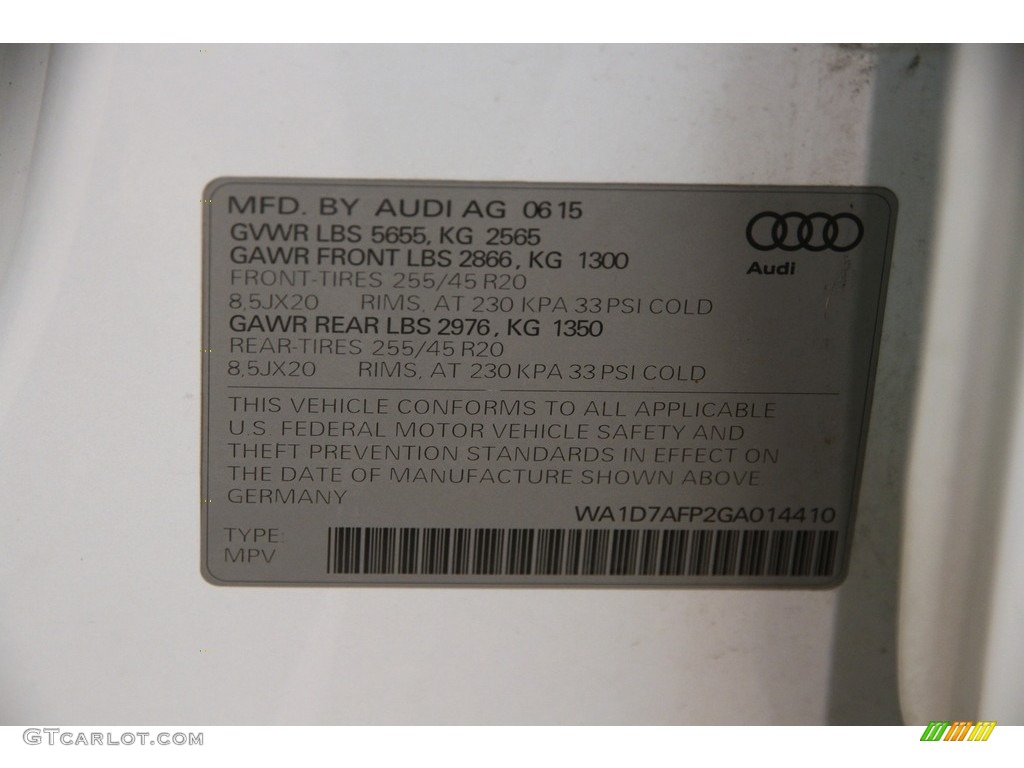 MFD. BY AUDI AG 0615
GVWR LBS 5655, KG 2565
GAWR FRONT LBS 2866, KG 1300
FRONT-TIRES 255/45 R20
8,5JX20 RIMS, AT 230 KPA 33 PSI COLD
GAWR REAR LBS 2976, KG 1350
REAR-TIRES 255/45 R20
8,5JX20 RIMS, AT 230 KPA 33 PSI COLD
Audi
THIS VEHICLE CONFORMS TO ALL APPLICABLE
U.S. FEDERAL MOTOR VEHICLE SAFETY AND
THEFT PREVENTION STANDARDS IN EFFECT ON
THE DATE OF MANUFACTURE SHOWN ABOVE
GERMANY
WA1D7AFP2GA014410
TYPE:
MPV
GTCARLOT.COM